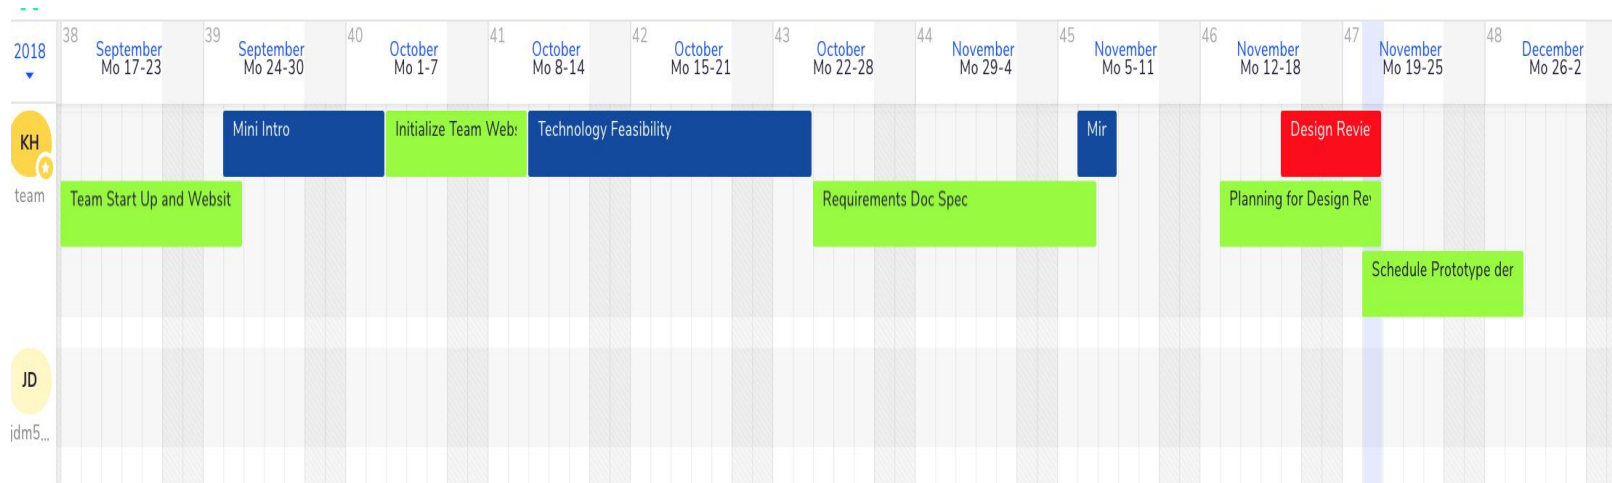 38 39 40 41 42 43 44 45 46 47 48
2018 September September October October October October November November November November December
Mo 17-23 Mo 24-30 Mo 1-7 Mo 8-14 Mo 15-21 Mo 22-28 Mo 29-4 Mo 5-11 Mo 12-18 Mo 19-25 Mo 26-2
KH Mini Intro Initialize Team Web Technology Feasibility Mir Design Revie
team Team Start Up and Websit Requirements Doc Spec Planning for Design Re
Schedule Prototype der
JD
jdm5...